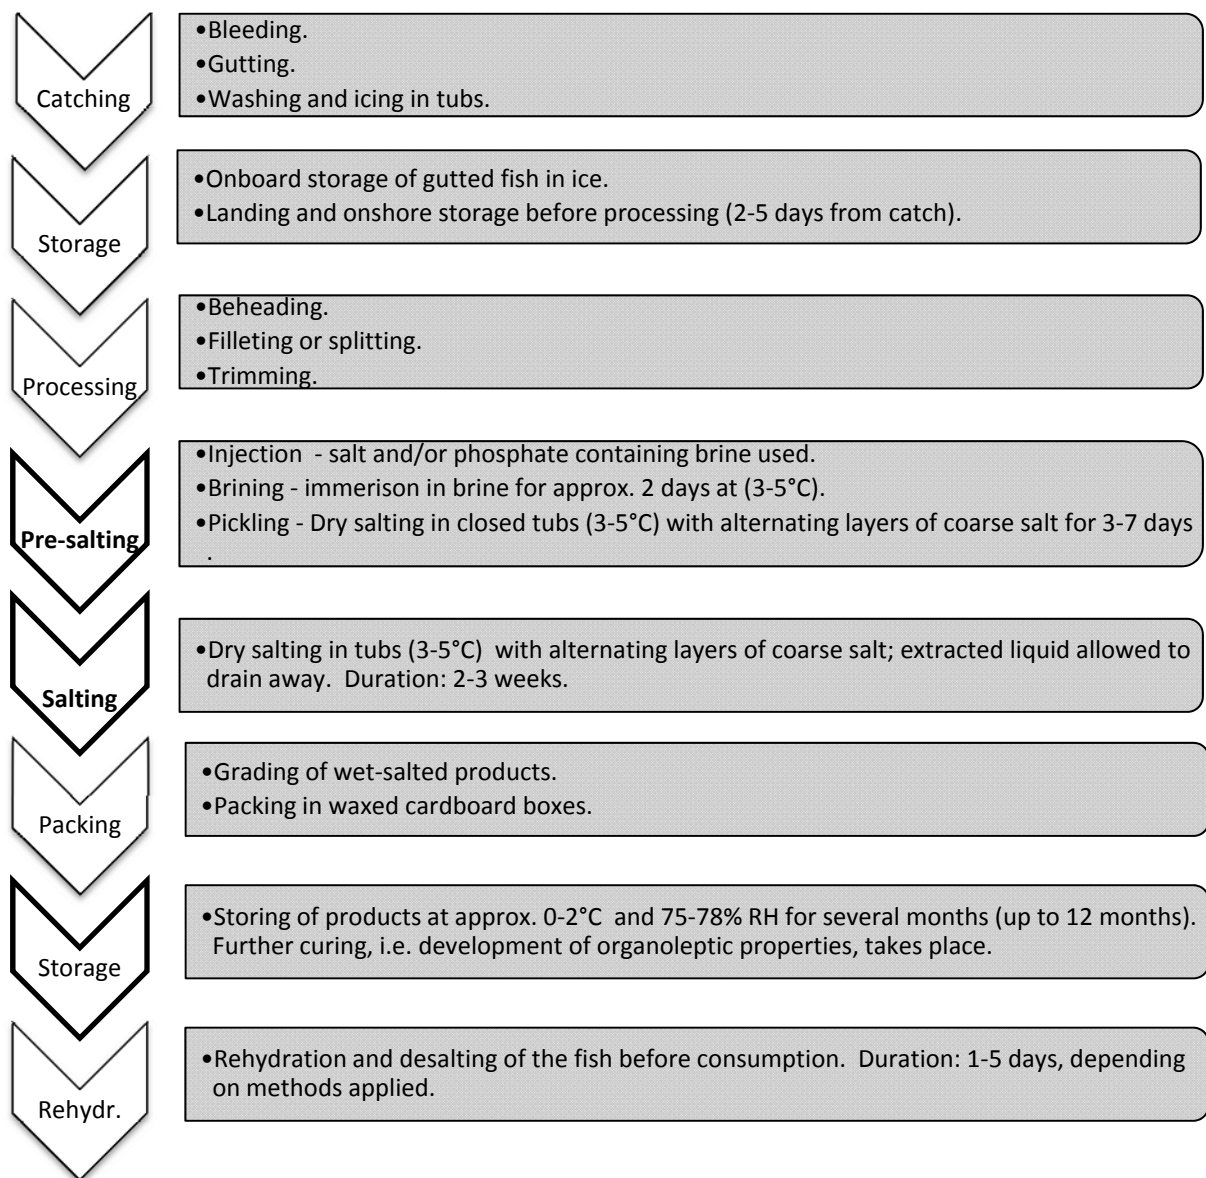 Catching
•Bleeding.
•Gutting.
•Washing and icing in tubs.
Storage
•Onboard storage of gutted fish in ice.
•Landing and onshore storage before processing (2-5 days from catch).
Processing
•Beheading.
•Filleting or splitting.
•Trimming.
Pre-salting
•Injection - salt and/or phosphate containing brine used.
•Brining - immerison in brine for approx. 2 days at (3-5°C).
•Pickling - Dry salting in closed tubs (3-5°C) with alternating layers of coarse salt for 3-7 days
.
Salting
•Dry salting in tubs (3-5°C) with alternating layers of coarse salt; extracted liquid allowed to
drain away. Duration: 2-3 weeks.
Packing
•Grading of wet-salted products.
•Packing in waxed cardboard boxes.
Storage
•Storing of products at approx. 0-2°C and 75-78% RH for several months (up to 12 months).
Further curing, i.e. development of organoleptic properties, takes place.
Rehydr.
•Rehydration and desalting of the fish before consumption. Duration: 1-5 days, depending
on methods applied.